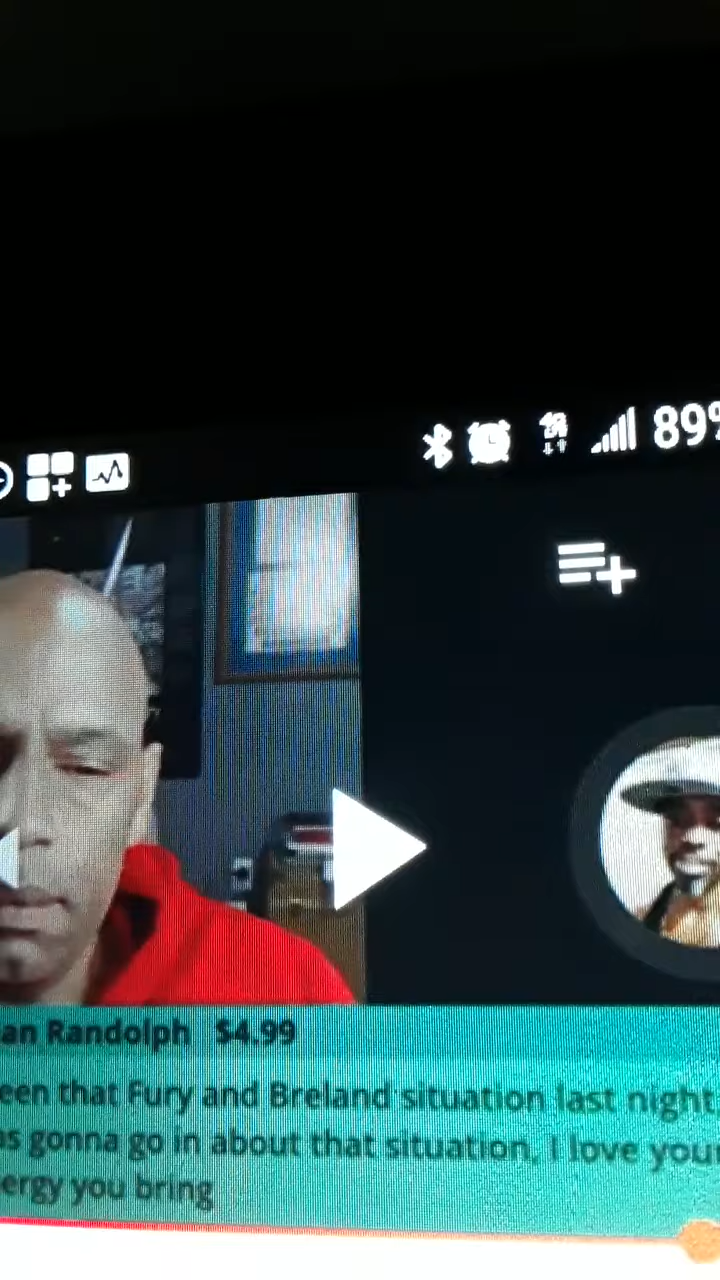 89%
an Randolph $4.99
een that Fury and Breland situation last night
as gonna go in about that situation, I love your
ergy you bring